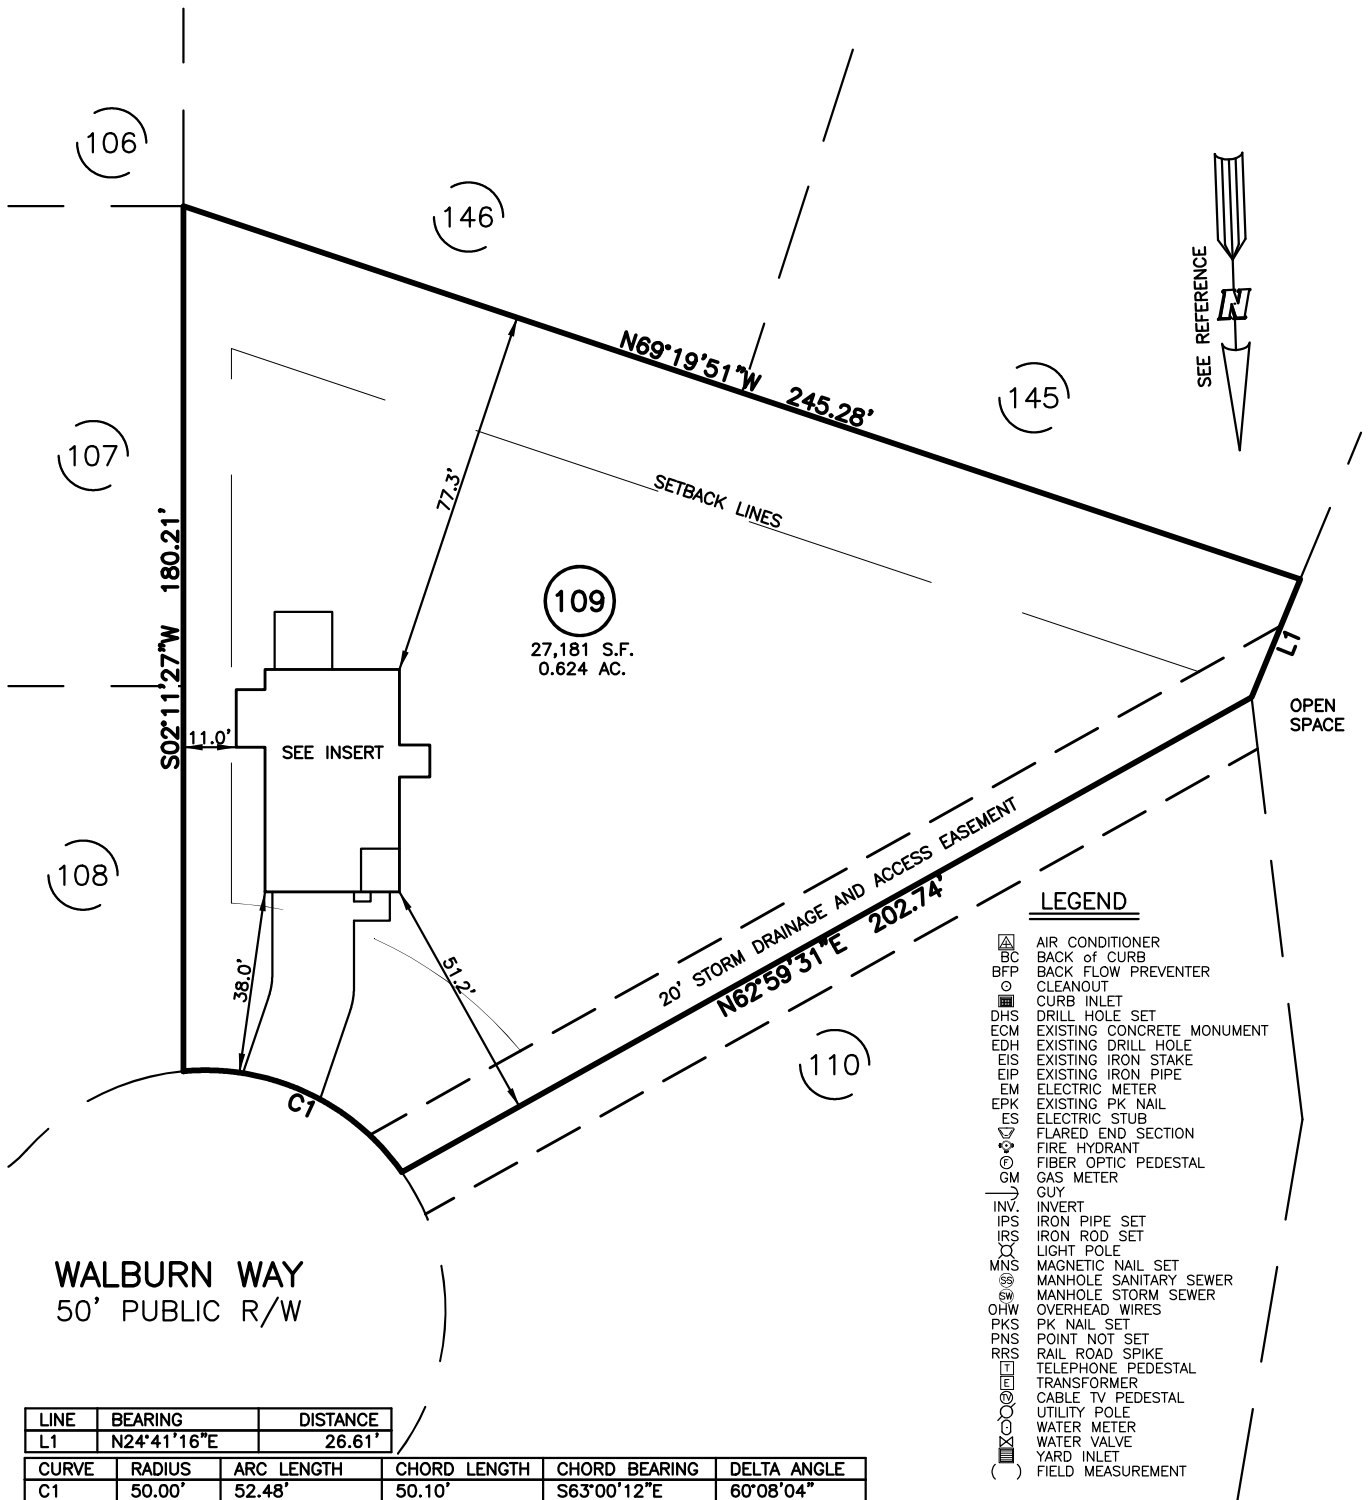 106
146
SEE REFERENCE
N
N69°19'51"W 245.28'
145
107
77.3'
SETBACK LINES
S02°11'27"W 180.21'
109
27,181 S.F.
0.624 AC.
L1
OPEN
SPACE
11.0'
SEE INSERT
108
20' STORM DRAINAGE AND ACCESS EASEMENT
N62°59'31"E 202.74'
38.0'
51.2'
C1
110
LEGEND
AIR CONDITIONER
BC BACK of CURB
BFP BACK FLOW PREVENTER
CLEANOUT
CURB INLET
DHS DRILL HOLE SET
ECM EXISTING CONCRETE MONUMENT
EDH EXISTING DRILL HOLE
EIS EXISTING IRON STAKE
EIP EXISTING IRON PIPE
EM ELECTRIC METER
EPK EXISTING PK NAIL
ES ELECTRIC STUB
FLARED END SECTION
FIRE HYDRANT
F FIBER OPTIC PEDESTAL
GM GAS METER
GUY
INV. INVERT
IPS IRON PIPE SET
IRS IRON ROD SET
LIGHT POLE
MNS MAGNETIC NAIL SET
SS MANHOLE SANITARY SEWER
SW MANHOLE STORM SEWER
OHW OVERHEAD WIRES
PKS PK NAIL SET
PNS POINT NOT SET
RRS RAIL ROAD SPIKE
T TELEPHONE PEDESTAL
E TRANSFORMER
TV CABLE TV PEDESTAL
UTILITY POLE
WATER METER
WATER VALVE
YARD INLET
( ) FIELD MEASUREMENT
WALBURN WAY
50' PUBLIC R/W
LINE BEARING DISTANCE
L1 N24°41'16"E 26.61'
CURVE RADIUS ARC LENGTH CHORD LENGTH CHORD BEARING DELTA ANGLE
C1 50.00' 52.48' 50.10' S63°00'12"E 60°08'04"